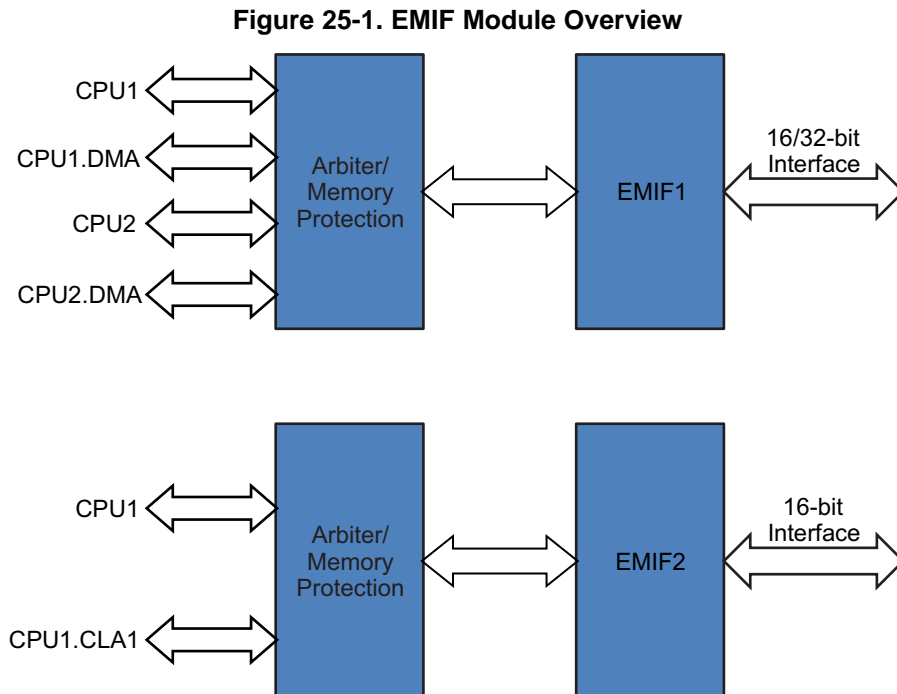 Figure 25-1. EMIF Module Overview
CPU1
CPU1.DMA
CPU2
CPU2.DMA
Arbiter/
Memory
Protection
EMIF1
16/32-bit
Interface
CPU1
CPU1.CLA1
Arbiter/
Memory
Protection
EMIF2
16-bit
Interface